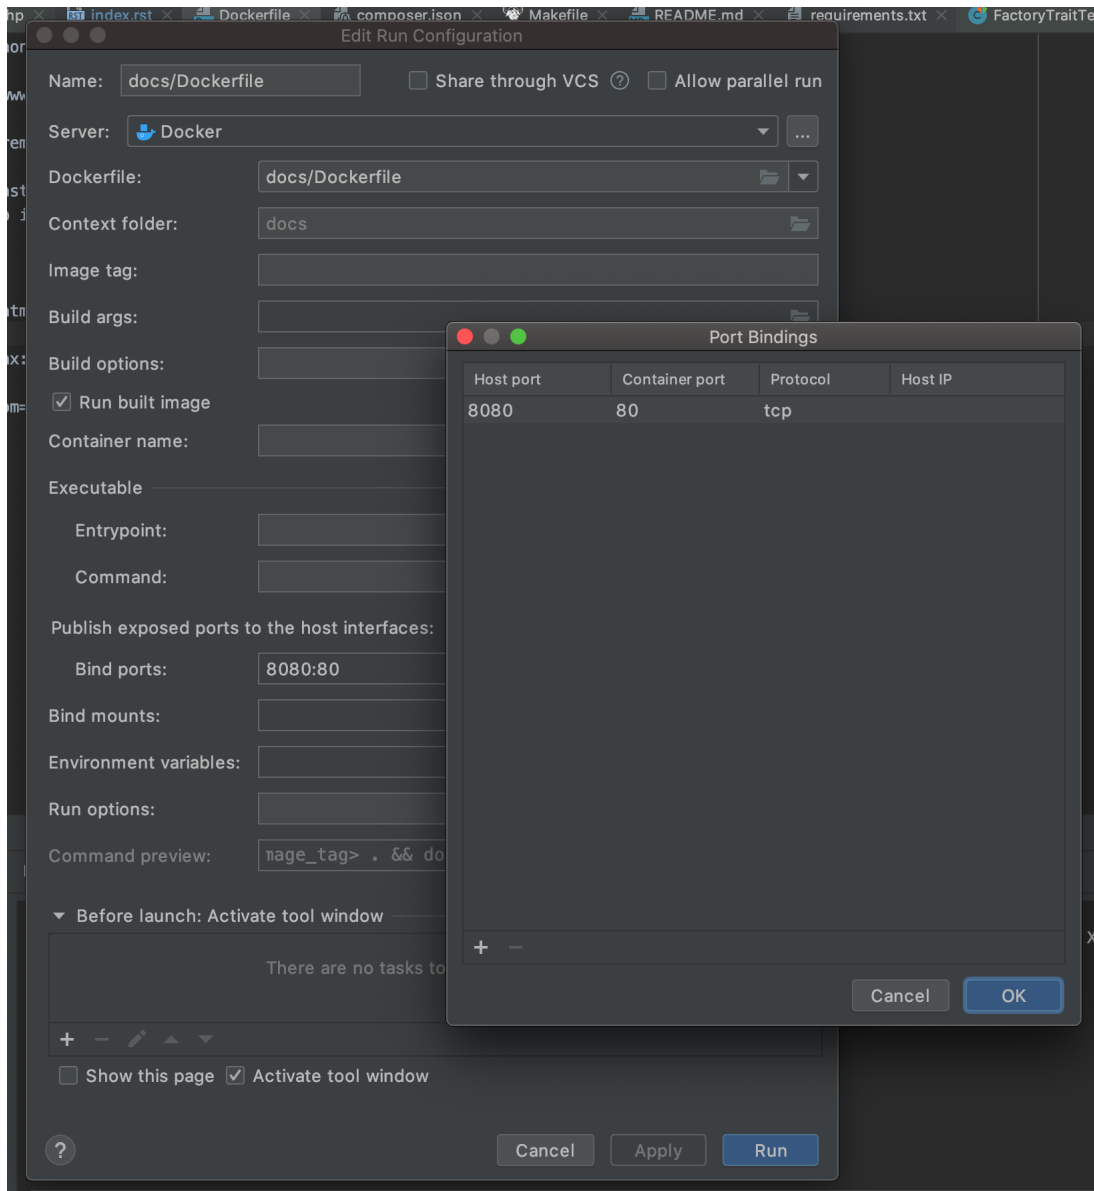 hp index.rst Dockerfile composer.json Makefile README.md requirements.txt FactoryTraitTe
Edit Run Configuration
Name: docs/Dockerfile Share through VCS ? Allow parallel run
Server: Docker ...
Dockerfile: docs/Dockerfile
Context folder: docs
Image tag:
Build args:
Build options:
Run built image
Container name:
Executable
Entrypoint:
Command:
Publish exposed ports to the host interfaces:
Bind ports: 8080:80
Bind mounts:
Environment variables:
Run options:
Command preview: mage_tag> . && do
Before launch: Activate tool window
There are no tasks to
Show this page Activate tool window
? Cancel Apply Run
Port Bindings
Host port Container port Protocol Host IP
8080 80 tcp
Cancel OK